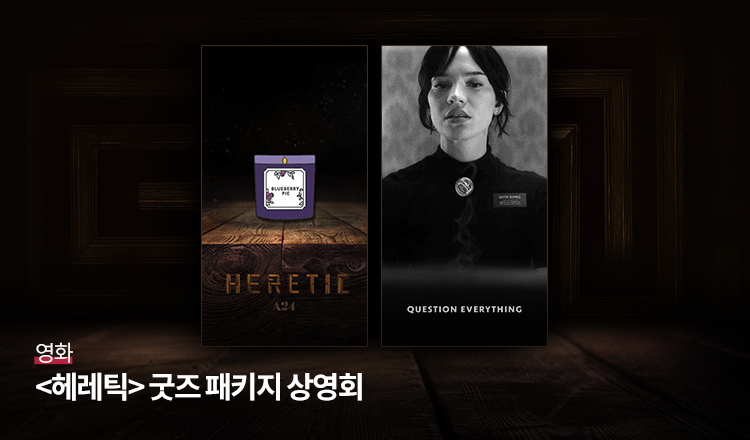 BLUEBERRY
PIE
HERETIC
A24
QUESTION EVERYTHING
영화
<헤레틱> 굿즈 패키지 상영회